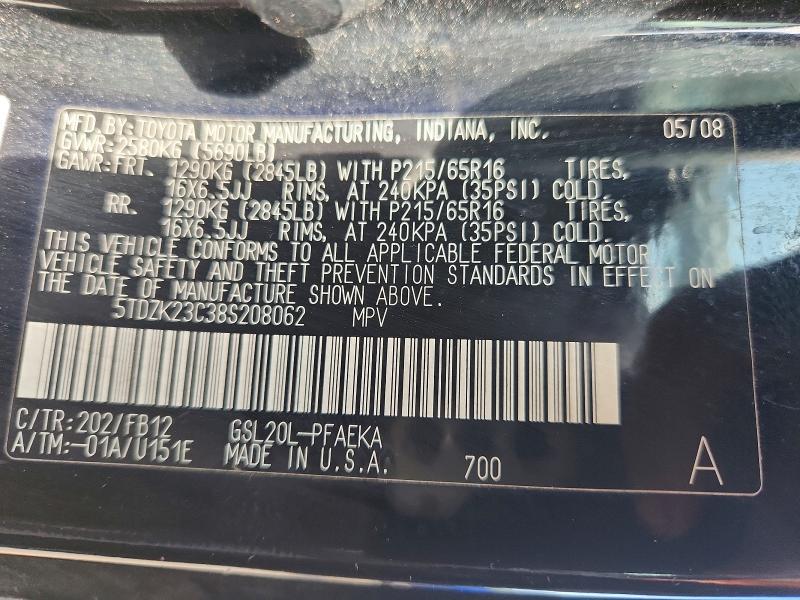 MFD. BY: TOYOTA MOTOR MANUFACTURING, INDIANA, INC. 05/08
GVWR: 2580KG (5690LB)
GAWR: FRT. 1290KG (2845LB) WITH P215/65R16 TIRES,
16X6.5JJ RIMS, AT 240KPA (35PSI) COLD.
RR. 1290KG (2845LB) WITH P215/65R16 TIRES,
16X6.5JJ RIMS, AT 240KPA (35PSI) COLD.
THIS VEHICLE CONFORMS TO ALL APPLICABLE FEDERAL MOTOR
VEHICLE SAFETY AND THEFT PREVENTION STANDARDS IN EFFECT ON
THE DATE OF MANUFACTURE SHOWN ABOVE.
5TDZK23C38S208062 MPV
C/TR: 202/FB12 GSL20L-PFAEKA
A/TM: -01A/U151E MADE IN U.S.A. 700 A